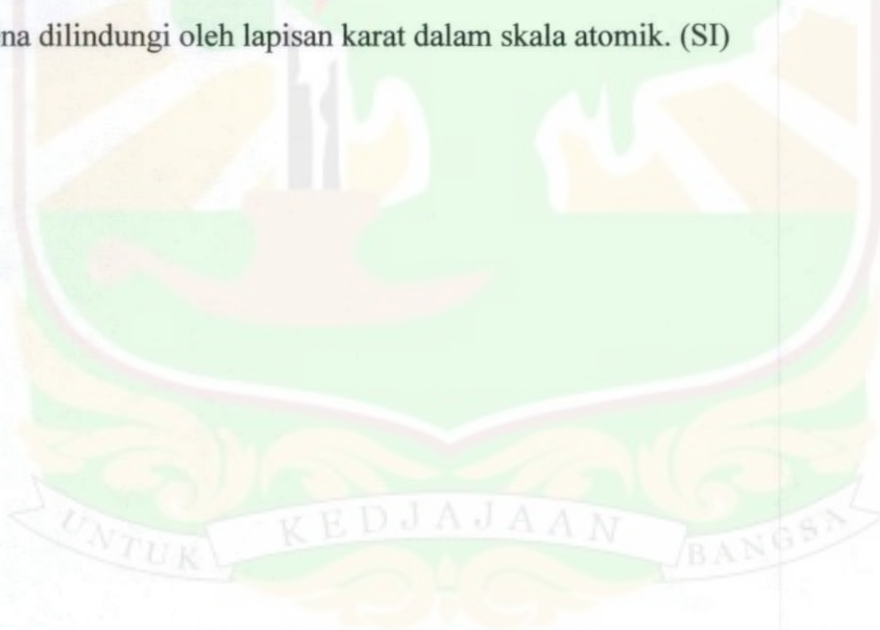 na dilindungi oleh lapisan karat dalam skala atomik. (SI)
UNTUK KEDJAJAAN BANGSA